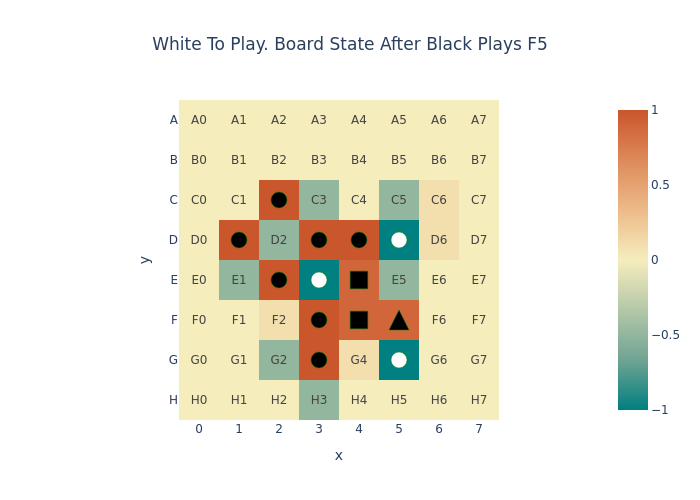 White To Play. Board State After Black Plays F5
A A0 A1 A2 A3 A4 A5 A6 A7
B B0 B1 B2 B3 B4 B5 B6 B7
C C0 C1 C3 C4 C5 C6 C7
D D0 D2 D6 D7
E E0 E1 E5 E6 E7
F F0 F1 F2 F6 F7
G G0 G1 G2 G4 G6 G7
H H0 H1 H2 H3 H4 H5 H6 H7
0 1 2 3 4 5 6 7
x
y
1
0.5
0
−0.5
−1